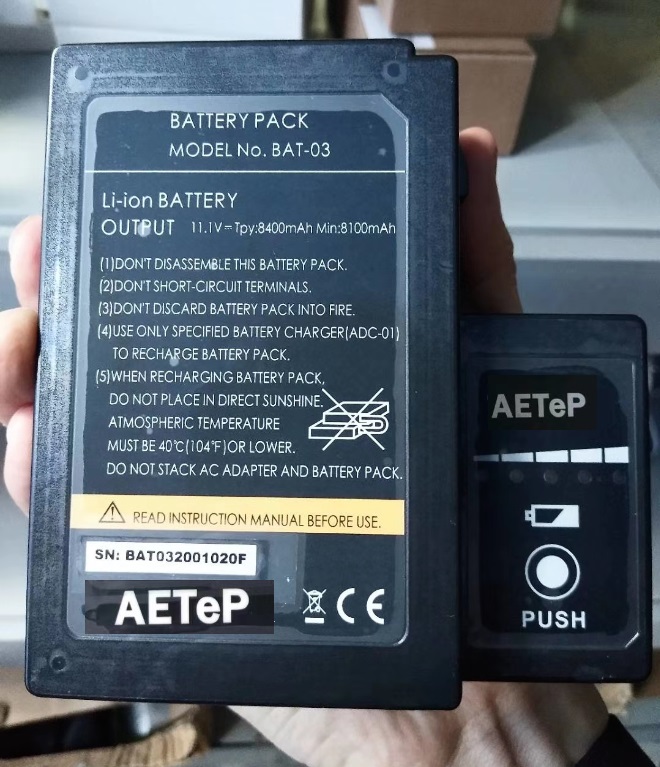 BATTERY PACK
MODEL No. BAT-03
Li-ion BATTERY
OUTPUT 11.1V=Tpy:8400mAh Min:8100mAh
(1)DON'T DISASSEMBLE THIS BATTERY PACK.
(2)DON'T SHORT-CIRCUIT TERMINALS.
(3)DON'T DISCARD BATTERY PACK INTO FIRE.
(4)USE ONLY SPECIFIED BATTERY CHARGER(ADC-01)
TO RECHARGE BATTERY PACK.
(5)WHEN RECHARGING BATTERY PACK,
DO NOT PLACE IN DIRECT SUNSHINE.
ATMOSPHERIC TEMPERATURE
MUST BE 40℃(104℉)OR LOWER.
DO NOT STACK AC ADAPTER AND BATTERY PACK.
READ INSTRUCTION MANUAL BEFORE USE.
SN: BAT032001020F
AETeP
CE
AETeP
PUSH